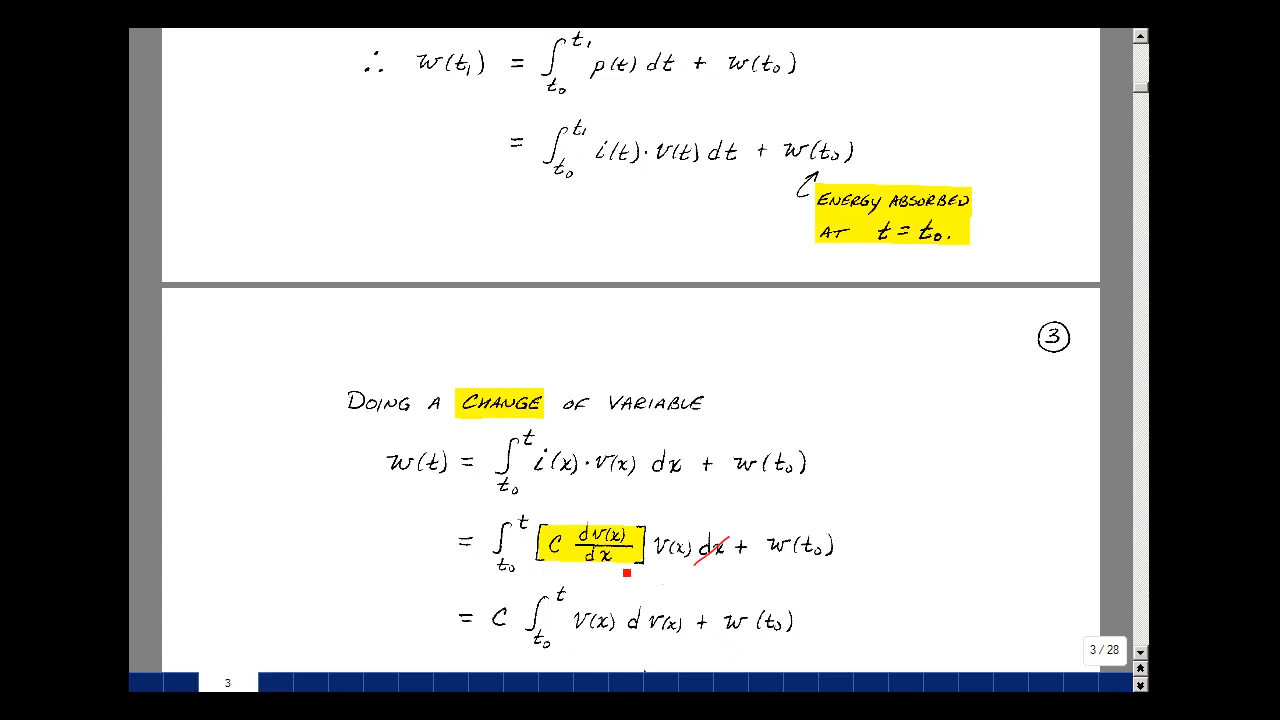 ∴ w(t₁) = ∫_{t₀}^{t₁} p(t) dt + w(t₀)
= ∫_{t₀}^{t₁} i(t) · v(t) dt + w(t₀)
ENERGY ABSORBED
AT t = t₀.
3
DOING A CHANGE OF VARIABLE
w(t) = ∫_{t₀}^{t} i(x) · v(x) dx + w(t₀)
= ∫_{t₀}^{t} [C dv(x)/dx] v(x) dx + w(t₀)
= C ∫_{t₀}^{t} v(x) d v(x) + w(t₀)
3 / 28
3